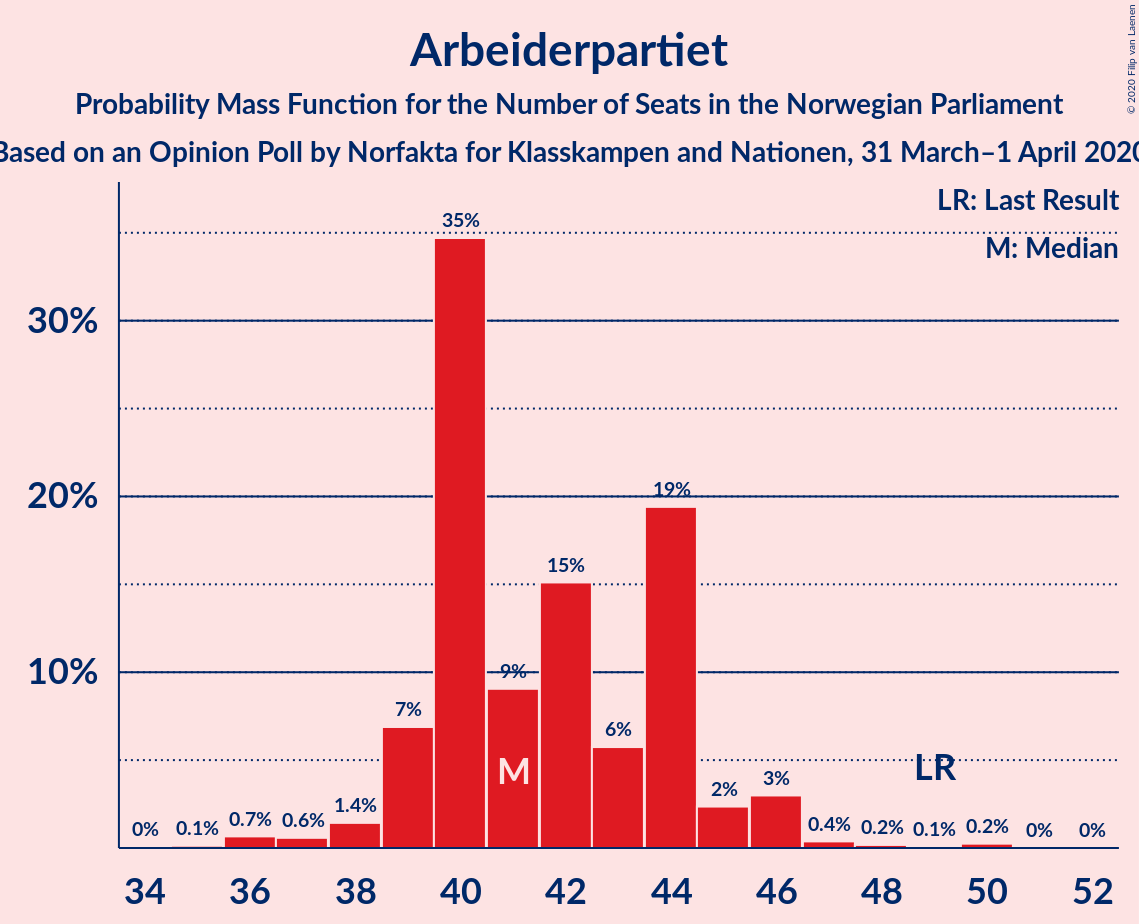 Arbeiderpartiet
Probability Mass Function for the Number of Seats in the Norwegian Parliament
Based on an Opinion Poll by Norfakta for Klasskampen and Nationen, 31 March–1 April 2020
© 2020 Filip van Laenen
LR: Last Result
M: Median
35%
30%
20%
19%
15%
10%
9%
7%
6%
M
LR
3%
2%
1.4%
0% 0.1% 0.7% 0.6% 0.4% 0.2% 0.1% 0.2% 0% 0%
34 36 38 40 42 44 46 48 50 52